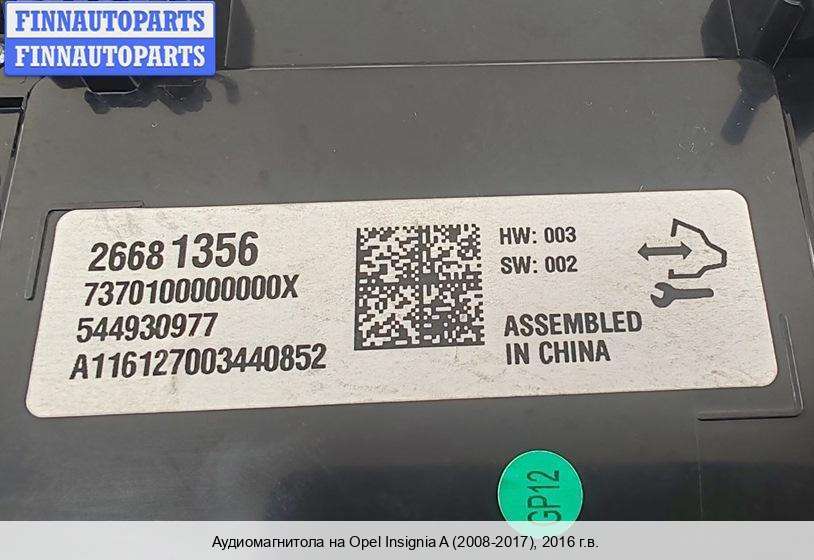 FINNAUTOPARTS
FINNAUTOPARTS
26681356
7370100000000X
544930977
A116127003440852
HW: 003
SW: 002
ASSEMBLED
IN CHINA
GP12
Аудиомагнитола на Opel Insignia A (2008-2017), 2016 г.в.